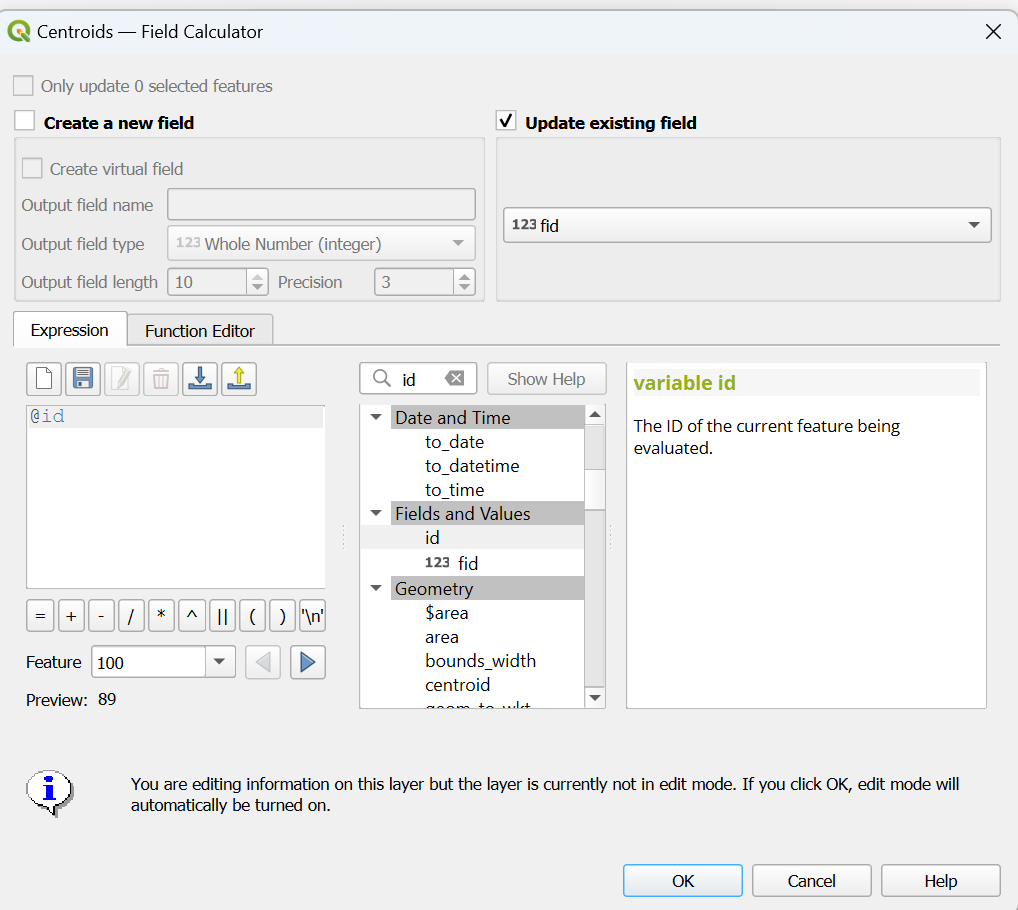 Centroids — Field Calculator
Only update 0 selected features
Create a new field
Update existing field
Create virtual field
Output field name
Output field type 123 Whole Number (integer)
Output field length 10 Precision 3
123 fid
Expression Function Editor
id Show Help
@id
Date and Time
to_date
to_datetime
to_time
Fields and Values
id
123 fid
Geometry
$area
area
bounds_width
centroid
geom_to_wkt
variable id
The ID of the current feature being
evaluated.
= + - / * ^ || ( ) '\n'
Feature 100
Preview: 89
You are editing information on this layer but the layer is currently not in edit mode. If you click OK, edit mode will
automatically be turned on.
OK Cancel Help